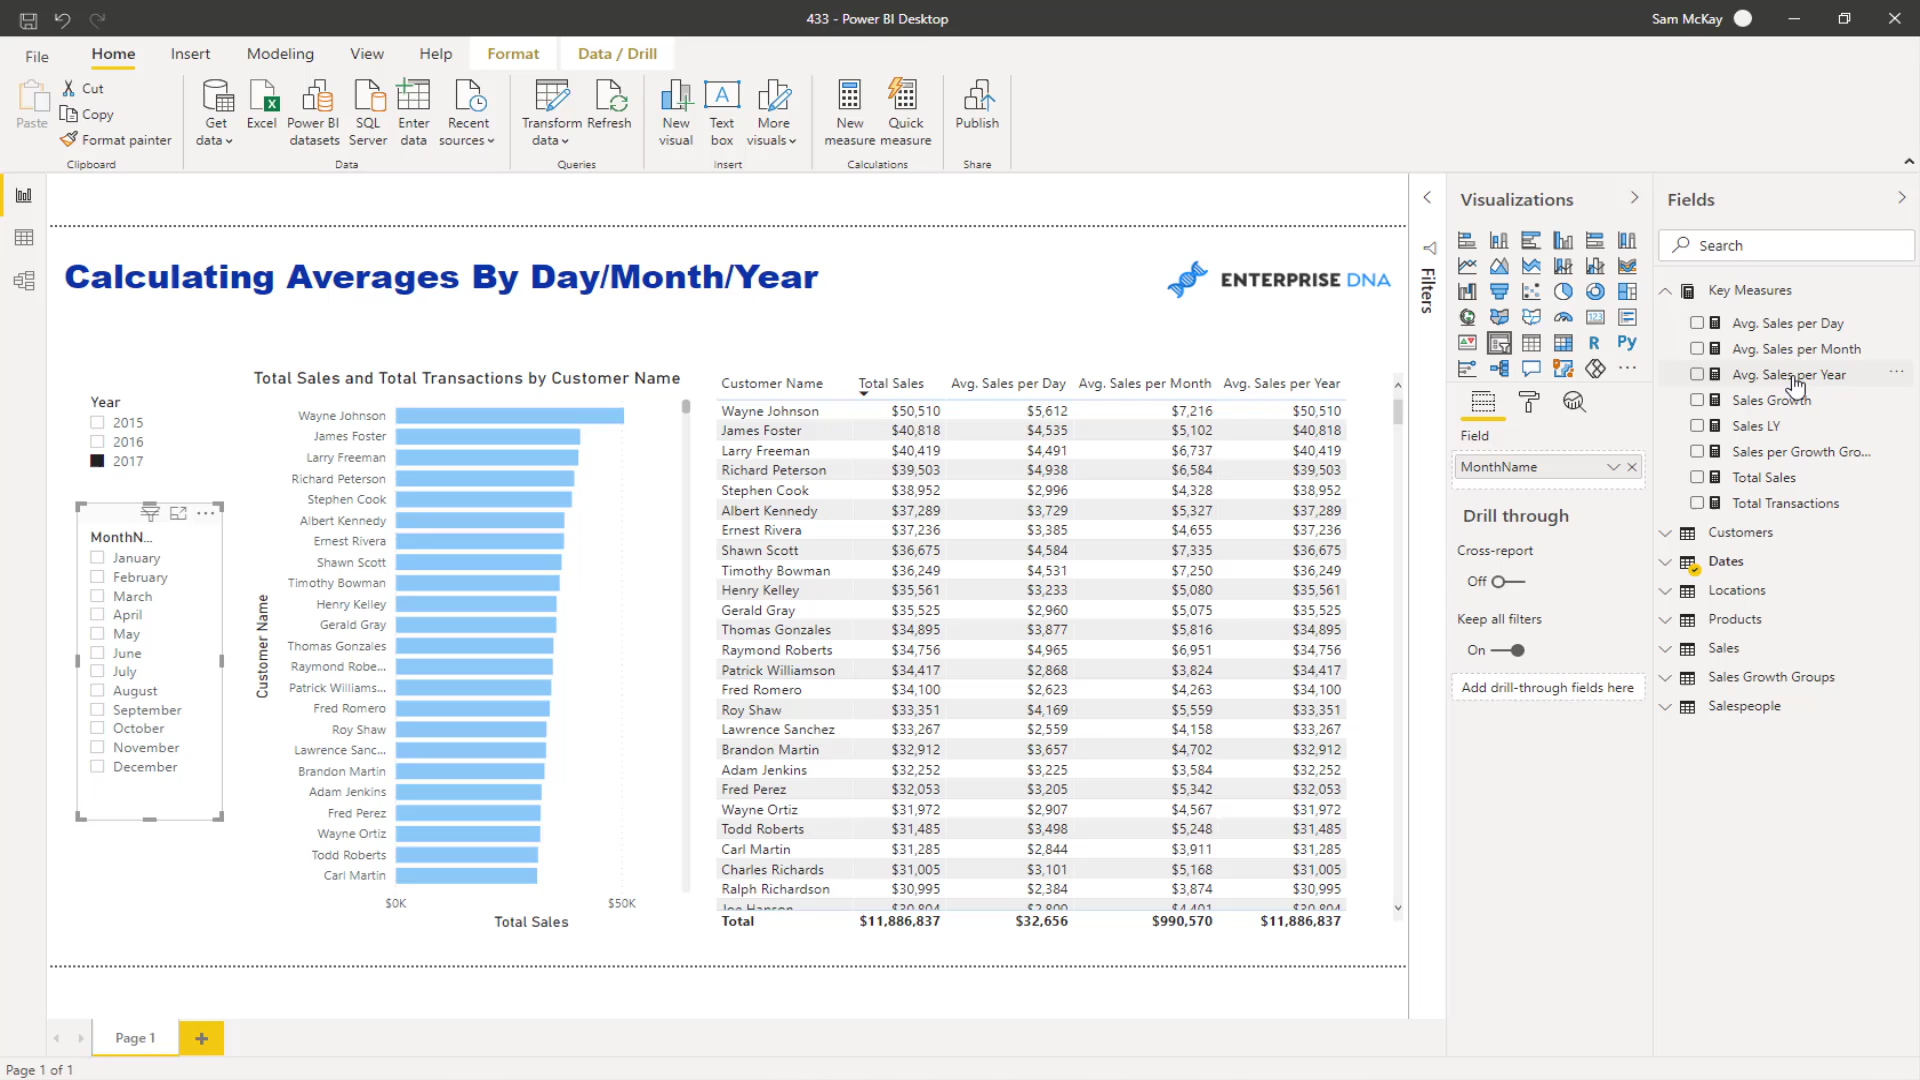 433 - Power BI Desktop
Sam McKay
File
Home
Insert
Modeling
View
Help
Format
Data / Drill
Paste
Cut
Copy
Format painter
Clipboard
Get data
Excel
Power BI datasets
SQL Server
Enter data
Recent sources
Data
Transform data
Refresh
Queries
New visual
Text box
More visuals
Insert
New measure
Quick measure
Calculations
Publish
Share
Calculating Averages By Day/Month/Year
ENTERPRISE DNA
Year
2015
2016
2017
MonthN...
January
February
March
April
May
June
July
August
September
October
November
December
Total Sales and Total Transactions by Customer Name
Customer Name
Wayne Johnson
James Foster
Larry Freeman
Richard Peterson
Stephen Cook
Albert Kennedy
Ernest Rivera
Shawn Scott
Timothy Bowman
Henry Kelley
Gerald Gray
Thomas Gonzales
Raymond Robe...
Patrick Williams...
Fred Romero
Roy Shaw
Lawrence Sanc...
Brandon Martin
Adam Jenkins
Fred Perez
Wayne Ortiz
Todd Roberts
Carl Martin
$0K $50K
Total Sales
Customer Name Total Sales Avg. Sales per Day Avg. Sales per Month Avg. Sales per Year
Wayne Johnson $50,510 $5,612 $7,216 $50,510
James Foster $40,818 $4,535 $5,102 $40,818
Larry Freeman $40,419 $4,491 $6,737 $40,419
Richard Peterson $39,503 $4,938 $6,584 $39,503
Stephen Cook $38,952 $2,996 $4,328 $38,952
Albert Kennedy $37,289 $3,729 $5,327 $37,289
Ernest Rivera $37,236 $3,385 $4,655 $37,236
Shawn Scott $36,675 $4,584 $7,335 $36,675
Timothy Bowman $36,249 $4,531 $7,250 $36,249
Henry Kelley $35,561 $3,233 $5,080 $35,561
Gerald Gray $35,525 $2,960 $5,075 $35,525
Thomas Gonzales $34,895 $3,877 $5,816 $34,895
Raymond Roberts $34,756 $4,965 $6,951 $34,756
Patrick Williamson $34,417 $2,868 $3,824 $34,417
Fred Romero $34,100 $2,623 $4,263 $34,100
Roy Shaw $33,351 $4,169 $5,559 $33,351
Lawrence Sanchez $33,267 $2,559 $4,158 $33,267
Brandon Martin $32,912 $3,657 $4,702 $32,912
Adam Jenkins $32,252 $3,225 $3,584 $32,252
Fred Perez $32,053 $3,205 $5,342 $32,053
Wayne Ortiz $31,972 $2,907 $4,567 $31,972
Todd Roberts $31,485 $3,498 $5,248 $31,485
Carl Martin $31,285 $2,844 $3,911 $31,285
Charles Richards $31,005 $3,101 $5,168 $31,005
Ralph Richardson $30,995 $2,384 $3,874 $30,995
Total $11,886,837 $32,656 $990,570 $11,886,837
Filters
Visualizations
R
Py
Field
MonthName
Drill through
Cross-report
Off
Keep all filters
On
Add drill-through fields here
Fields
Search
Key Measures
Avg. Sales per Day
Avg. Sales per Month
Avg. Sales per Year
Sales Growth
Sales LY
Sales per Growth Gro...
Total Sales
Total Transactions
Customers
Dates
Locations
Products
Sales
Sales Growth Groups
Salespeople
Page 1
Page 1 of 1